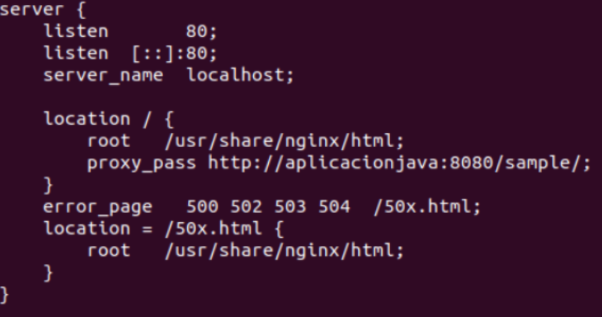 server {
    listen       80;
    listen  [::]:80;
    server_name  localhost;

    location / {
        root   /usr/share/nginx/html;
        proxy_pass http://aplicacionjava:8080/sample/;
    }
    error_page   500 502 503 504  /50x.html;
    location = /50x.html {
        root   /usr/share/nginx/html;
    }
}